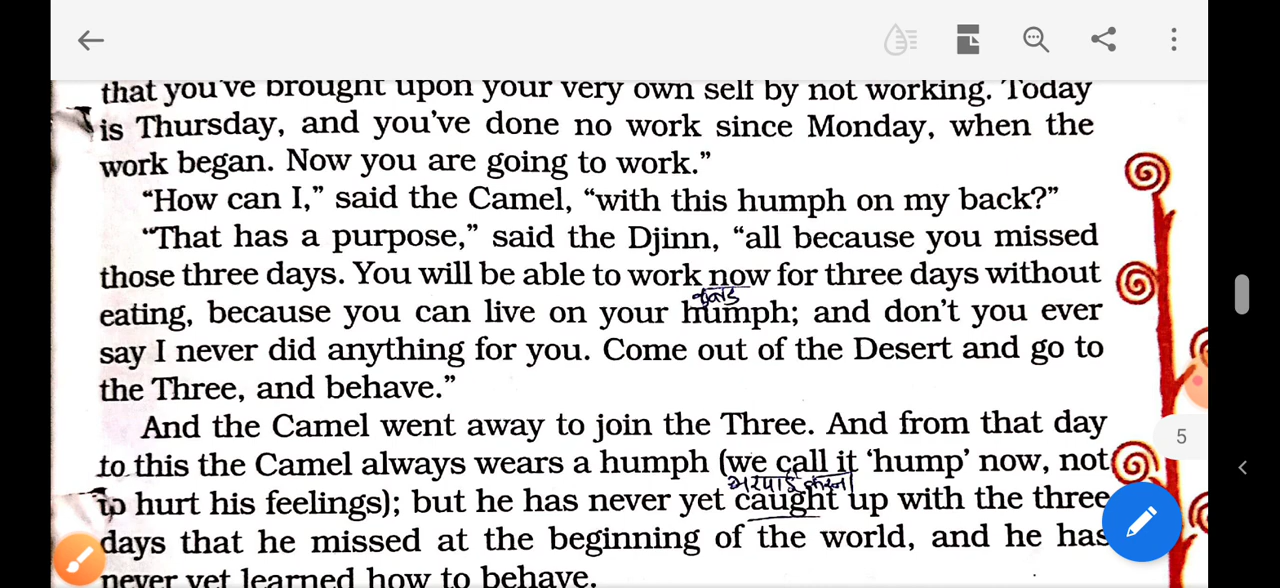 that you've brought upon your very own self by not working. Today
is Thursday, and you've done no work since Monday, when the
work began. Now you are going to work."
"How can I," said the Camel, "with this humph on my back?"
"That has a purpose," said the Djinn, "all because you missed
those three days. You will be able to work now for three days without
eating, because you can live on your humph; and don't you ever
say I never did anything for you. Come out of the Desert and go to
the Three, and behave."
And the Camel went away to join the Three. And from that day
5
to this the Camel always wears a humph (we call it 'hump' now, not
to hurt his feelings); but he has never yet caught up with the three
days that he missed at the beginning of the world, and he has
never yet learned how to behave.